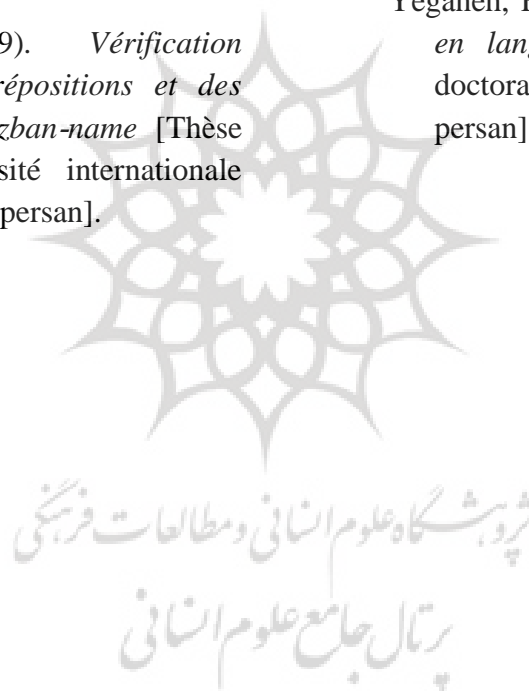 9). Vérification
répositions et des
zban-name [Thèse
sité internationale
persan].
Yeganeh,
en lang
doctora
persan]
پژوهشگاه علوم انسانی و مطالعات فرهنگی
پرتال جامع علوم انسانی